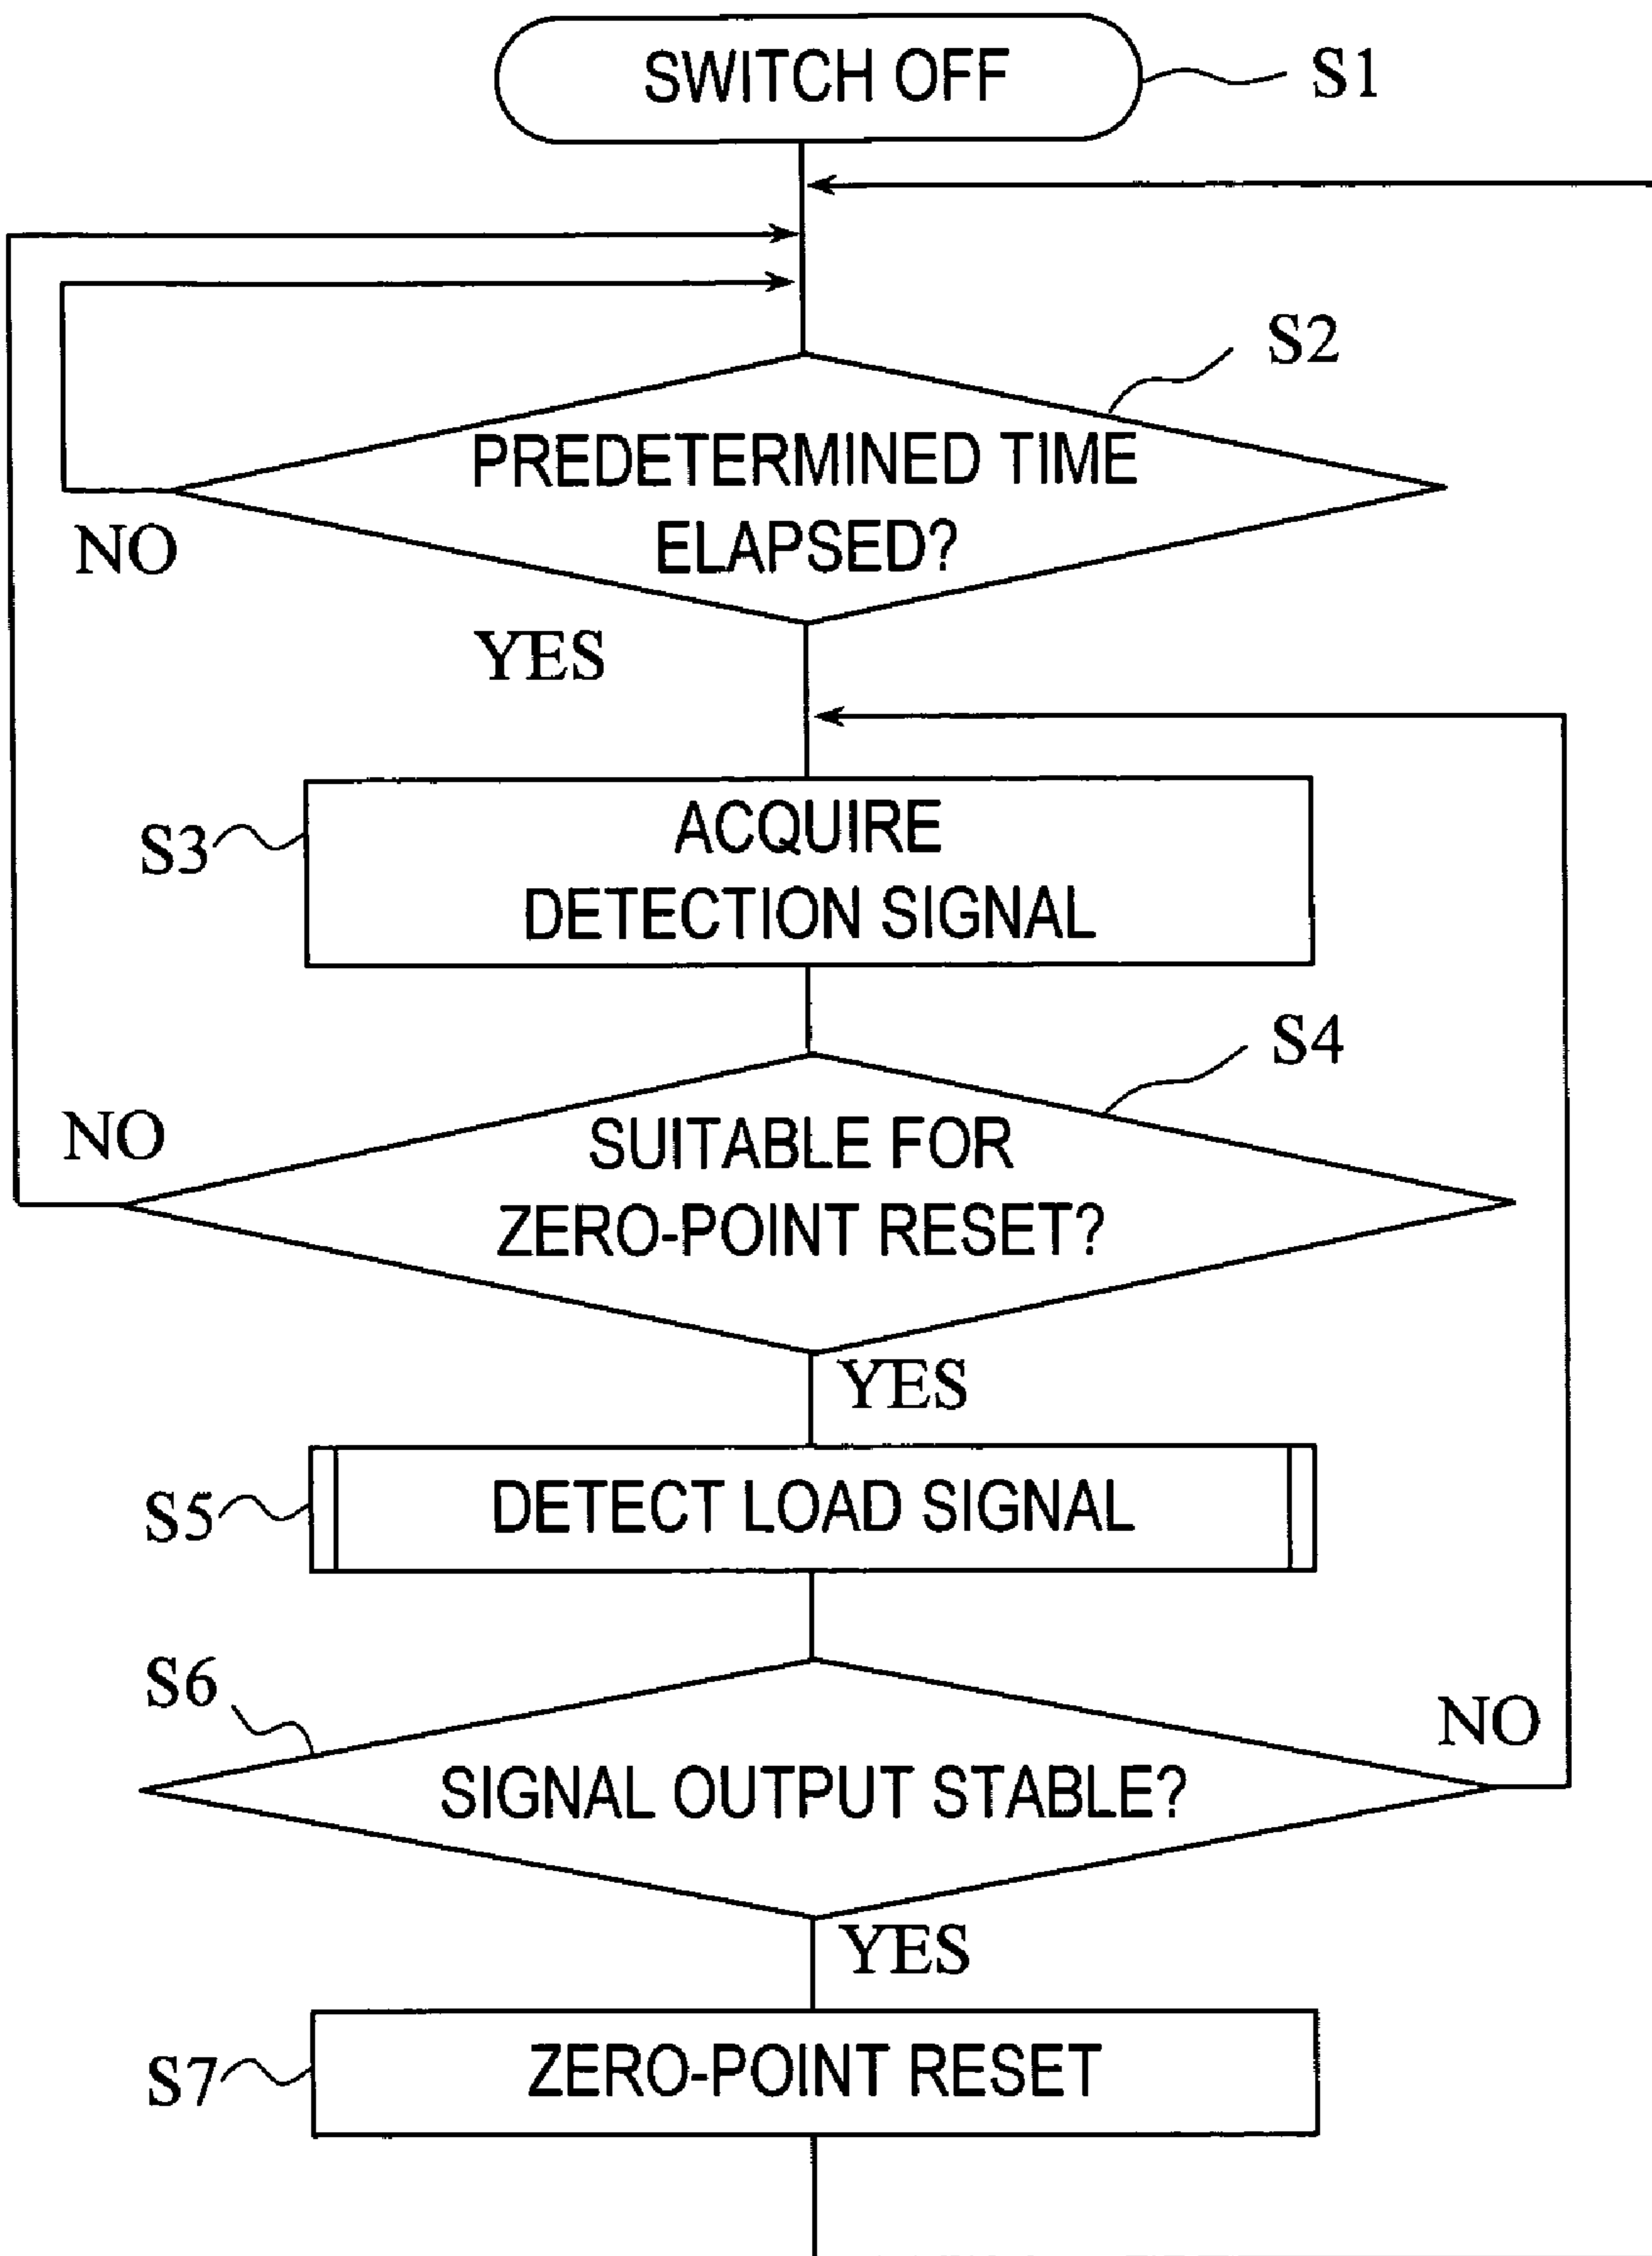 SWITCH OFF
S1
S2
PREDETERMINED TIME
ELAPSED?
NO
YES
S3
ACQUIRE
DETECTION SIGNAL
S4
NO
SUITABLE FOR
ZERO-POINT RESET?
YES
S5
DETECT LOAD SIGNAL
S6
NO
SIGNAL OUTPUT STABLE?
YES
S7
ZERO-POINT RESET